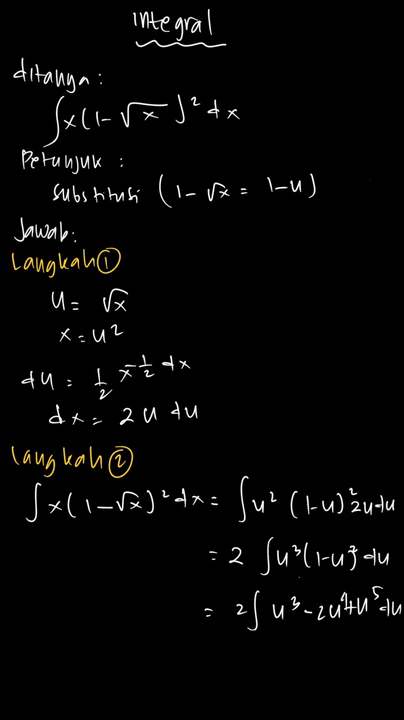 Integral
ditanya:
∫x(1-√x)² dx
Petunjuk:
substitusi (1-√x = 1-u)
Jawab:
Langkah ①
u = √x
x = u²
du = 1/2 x^-1/2 dx
dx = 2u du
Langkah ②
∫x(1-√x)² dx = ∫u² (1-u)² 2u du
= 2 ∫u³(1-u)² du
= 2∫ u³ - 2u⁴ + u⁵ du